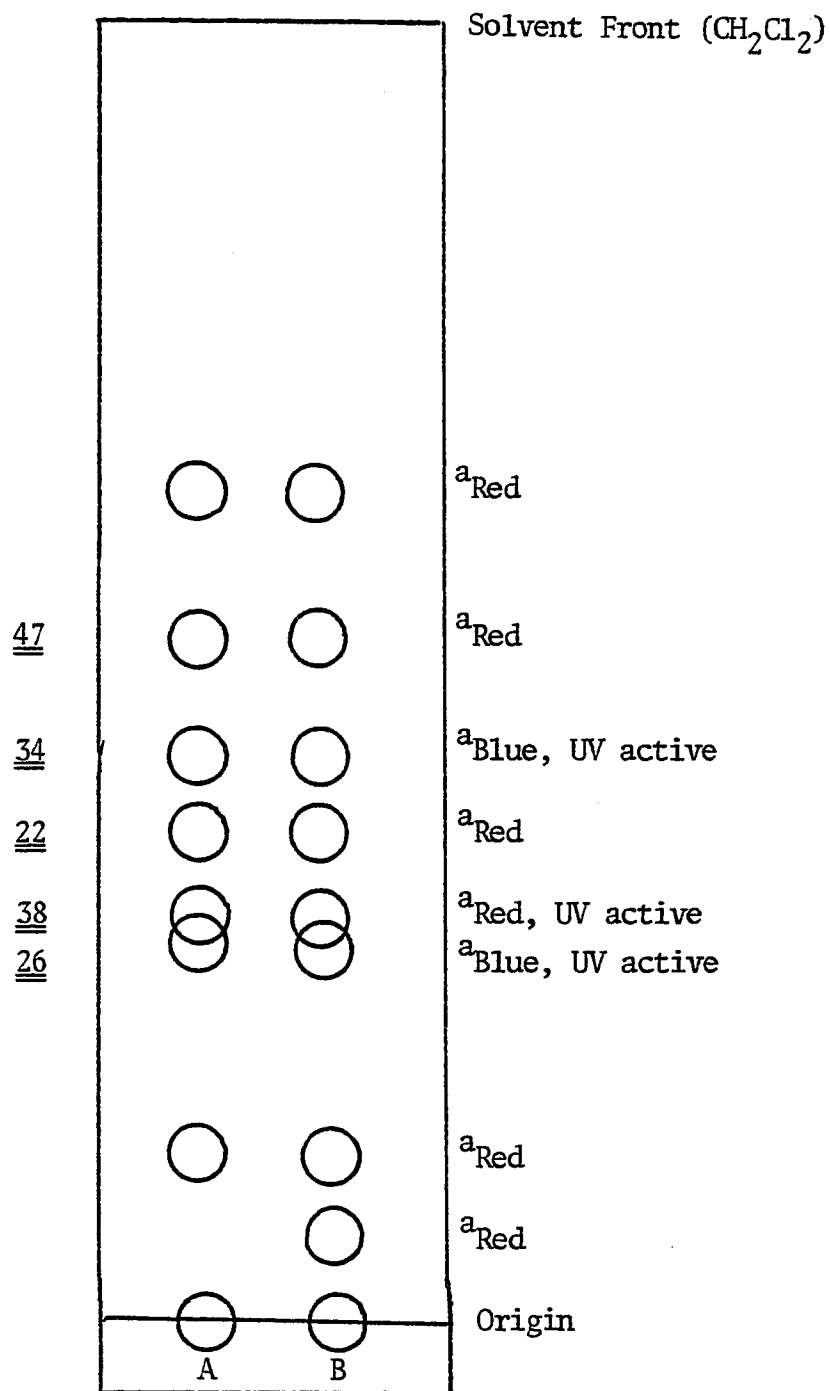 Solvent Front (CH2Cl2)
aRed
47 aRed
34 aBlue, UV active
22 aRed
38 aRed, UV active
26 aBlue, UV active
aRed
aRed
Origin
A B